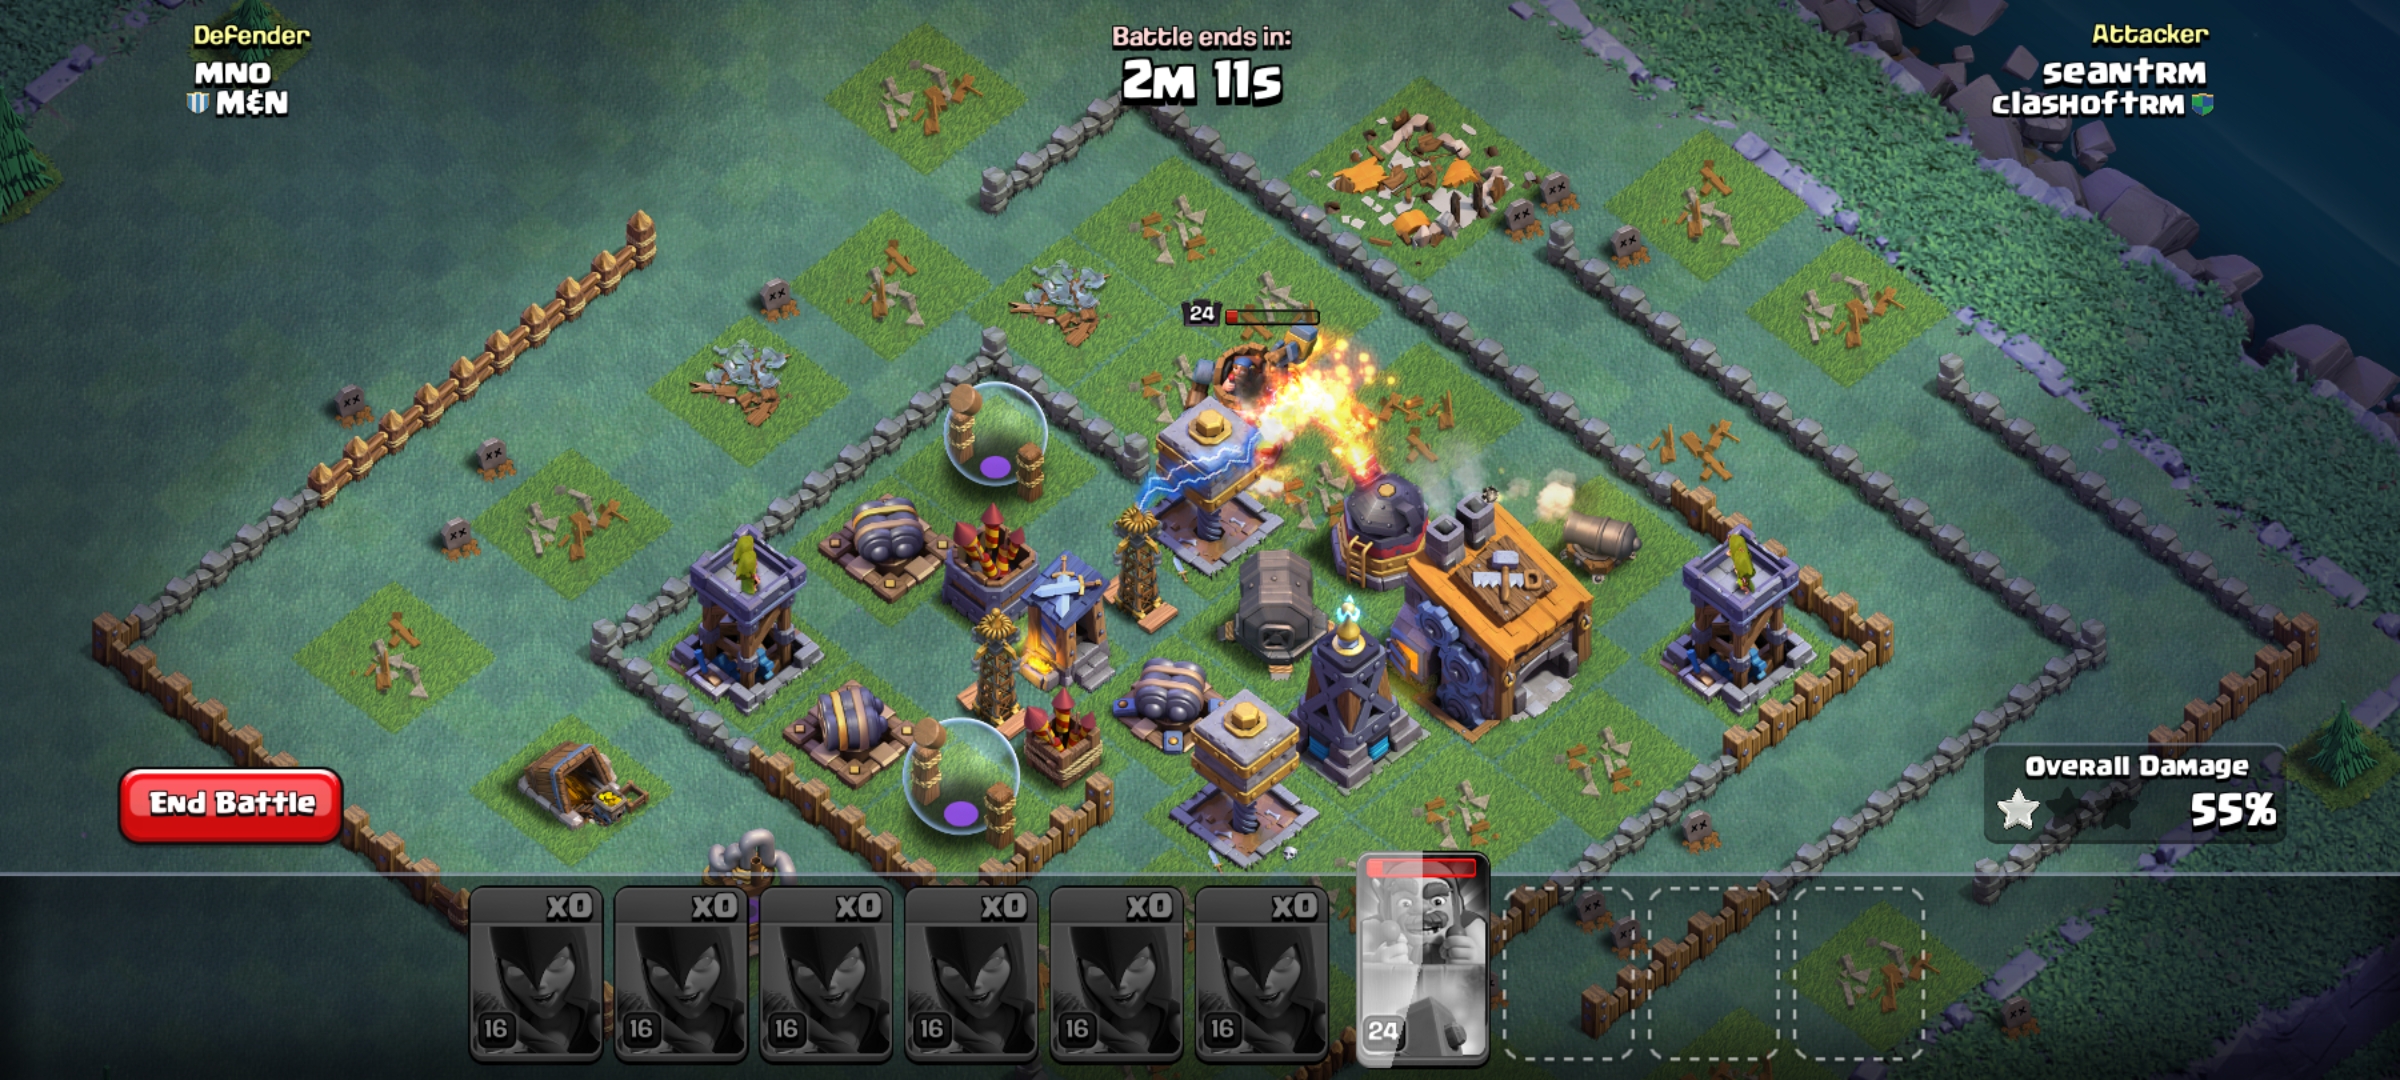 Defender
MNO
M&N
Battle ends in:
2M 11S
Attacker
seantRM
clashoftRM
24
End Battle
Overall Damage
55%
x0
x0
x0
x0
x0
x0
16
16
16
16
16
16
24